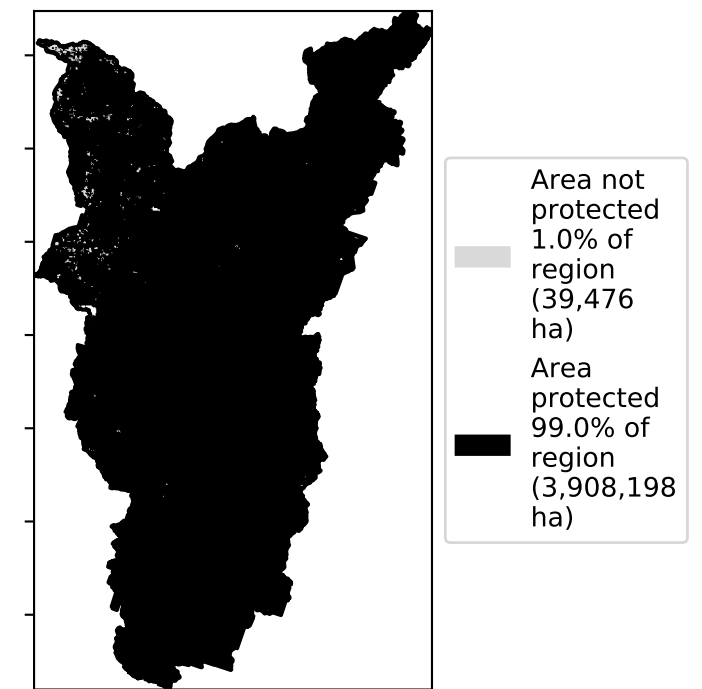 Area not
protected
1.0% of
region
(39,476
ha)
Area
protected
99.0% of
region
(3,908,198
ha)